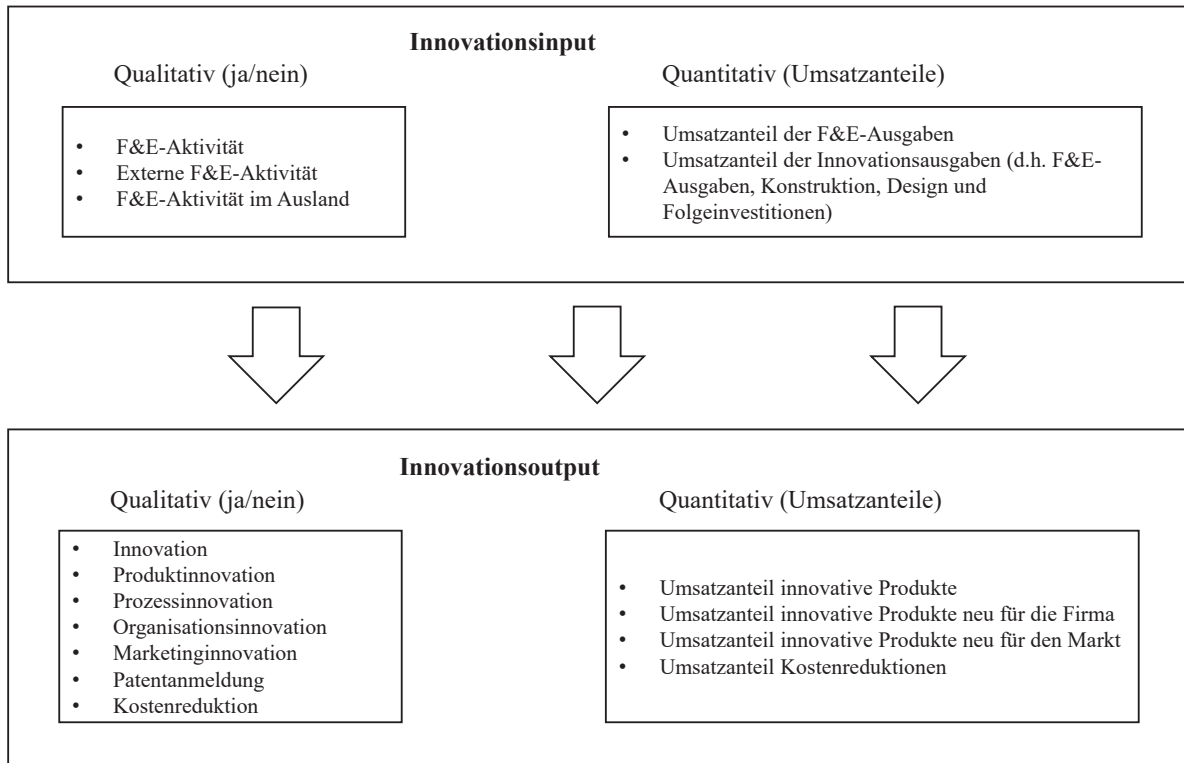 Innovationsinput
Qualitativ (ja/nein)
• F&E-Aktivität
• Externe F&E-Aktivität
• F&E-Aktivität im Ausland
Quantitativ (Umsatzanteile)
• Umsatzanteil der F&E-Ausgaben
• Umsatzanteil der Innovationsausgaben (d.h. F&E-
Ausgaben, Konstruktion, Design und
Folgeinvestitionen)
Innovationsoutput
Qualitativ (ja/nein)
• Innovation
• Produktinnovation
• Prozessinnovation
• Organisationsinnovation
• Marketinginnovation
• Patentanmeldung
• Kostenreduktion
Quantitativ (Umsatzanteile)
• Umsatzanteil innovative Produkte
• Umsatzanteil innovative Produkte neu für die Firma
• Umsatzanteil innovative Produkte neu für den Markt
• Umsatzanteil Kostenreduktionen